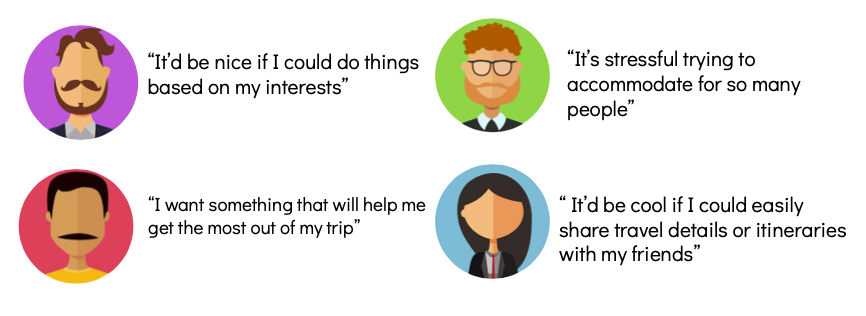 “It’d be nice if I could do things
based on my interests”
“It’s stressful trying to
accommodate for so many
people”
“I want something that will help me
get the most out of my trip”
“ It’d be cool if I could easily
share travel details or itineraries
with my friends”